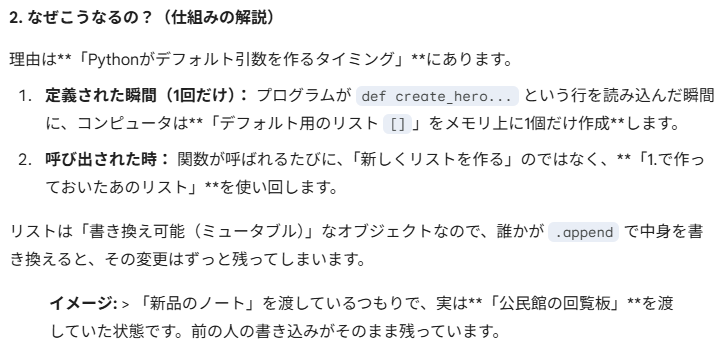 2. なぜこうなるの？（仕組みの解説）
理由は**「Pythonがデフォルト引数を作るタイミング」**にあります。
1. 定義された瞬間（1回だけ）： プログラムが def create_hero... という行を読み込んだ瞬間
に、コンピュータは**「デフォルト用のリスト []」をメモリ上に1個だけ作成**します。
2. 呼び出された時： 関数が呼ばれるたびに、「新しくリストを作る」のではなく、**「1.で作っ
ておいたあのリスト」**を使い回します。
リストは「書き換え可能（ミュータブル）」なオブジェクトなので、誰かが .append で中身を書
き換えると、その変更はずっと残ってしまいます。
イメージ: > 「新品のノート」を渡しているつもりで、実は**「公民館の回覧板」**を渡
していた状態です。前の人の書き込みがそのまま残っています。